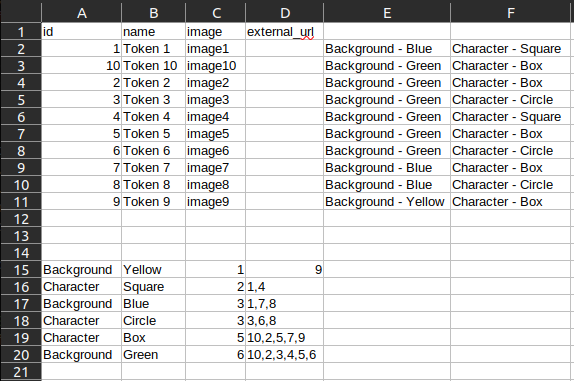 A B C D E F
1 id name image external_url
2 1 Token 1 image1 Background - Blue Character - Square
3 10 Token 10 image10 Background - Green Character - Box
4 2 Token 2 image2 Background - Green Character - Box
5 3 Token 3 image3 Background - Green Character - Circle
6 4 Token 4 image4 Background - Green Character - Square
7 5 Token 5 image5 Background - Green Character - Box
8 6 Token 6 image6 Background - Green Character - Circle
9 7 Token 7 image7 Background - Blue Character - Box
10 8 Token 8 image8 Background - Blue Character - Circle
11 9 Token 9 image9 Background - Yellow Character - Box
12
13
14
15 Background Yellow 1 9
16 Character Square 2 1,4
17 Background Blue 3 1,7,8
18 Character Circle 3 3,6,8
19 Character Box 5 10,2,5,7,9
20 Background Green 6 10,2,3,4,5,6
21